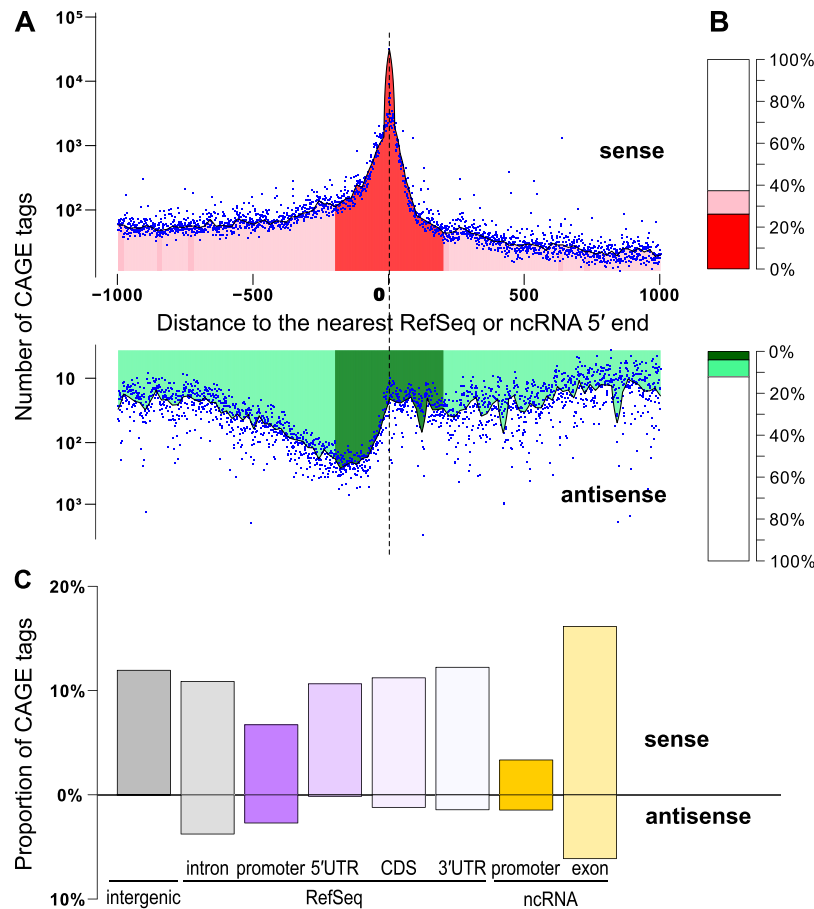 A
B
10⁵
10⁴
10³
10²
sense
100%
80%
60%
40%
20%
0%
−1000
−500
0
500
1000
Distance to the nearest RefSeq or ncRNA 5′ end
Number of CAGE tags
10
10²
10³
antisense
0%
20%
40%
60%
80%
100%
C
20%
10%
0%
10%
Proportion of CAGE tags
sense
antisense
intron promoter 5′UTR CDS 3′UTR promoter exon
intergenic RefSeq ncRNA